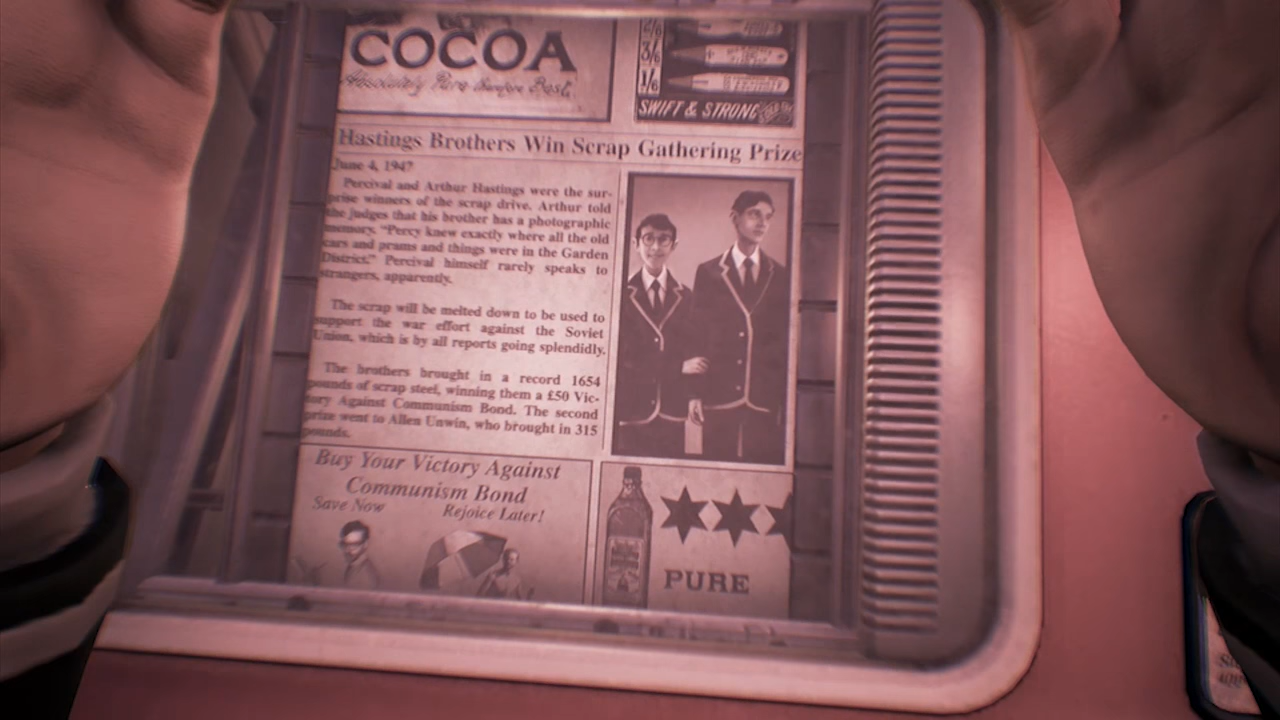 COCOA
Absolutely Pure Therefore Best
3/6
1/6
SWIFT & STRONG
Hastings Brothers Win Scrap Gathering Prize
June 4, 1947
Percival and Arthur Hastings were the sur-
prise winners of the scrap drive. Arthur told
the judges that his brother has a photographic
memory. "Percy knew exactly where all the old
cars and prams and things were in the Garden
District." Percival himself rarely speaks to
strangers, apparently.
The scrap will be melted down to be used to
support the war effort against the Soviet
Union, which is by all reports going splendidly.
The brothers brought in a record 1654
pounds of scrap steel, winning them a £50 Vic-
tory Against Communism Bond. The second
prize went to Allen Unwin, who brought in 315
pounds.
Buy Your Victory Against
Communism Bond
Save Now
Rejoice Later!
PURE